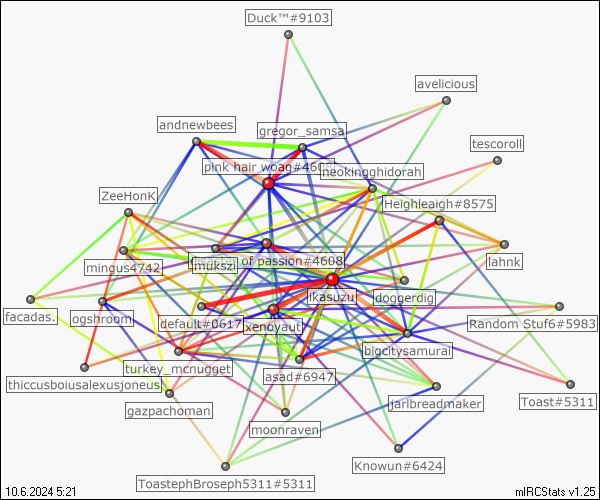 Duck™#9103
avelicious
andnewbees
gregor_samsa
tescoroll
pink hair woag#4608
neokingghidorah
ZeeHonK
Heighleaigh#8575
mingus4742
mukszi
of passion#4608
lahnk
facadas.
ogshroom
default#0617
xenoyaut
Ikasuzu
doggerdig
Random Stuf6#5983
bigcitysamurai
thiccusboiusalexusjoneus
turkey_mcnugget
asad#6947
gazpachoman
moonraven
jarlbreadmaker
Toast#5311
Knowun#6424
ToastephBroseph5311#5311
10.6.2024 5:21
mIRCStats v1.25